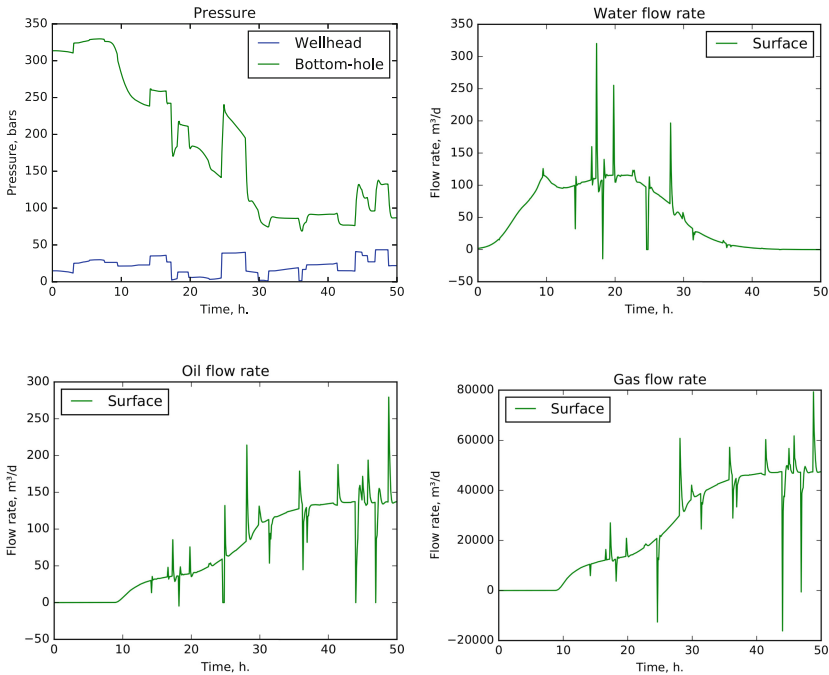 Pressure
Wellhead
Bottom-hole
350
300
250
200
150
100
50
0
Pressure, bars
0 10 20 30 40 50
Time, h.
Water flow rate
Surface
350
300
250
200
150
100
50
0
−50
Flow rate, m³/d
0 10 20 30 40 50
Time, h.
Oil flow rate
Surface
300
250
200
150
100
50
0
−50
Flow rate, m³/d
0 10 20 30 40 50
Time, h.
Gas flow rate
Surface
80000
60000
40000
20000
0
−20000
Flow rate, m³/d
0 10 20 30 40 50
Time, h.